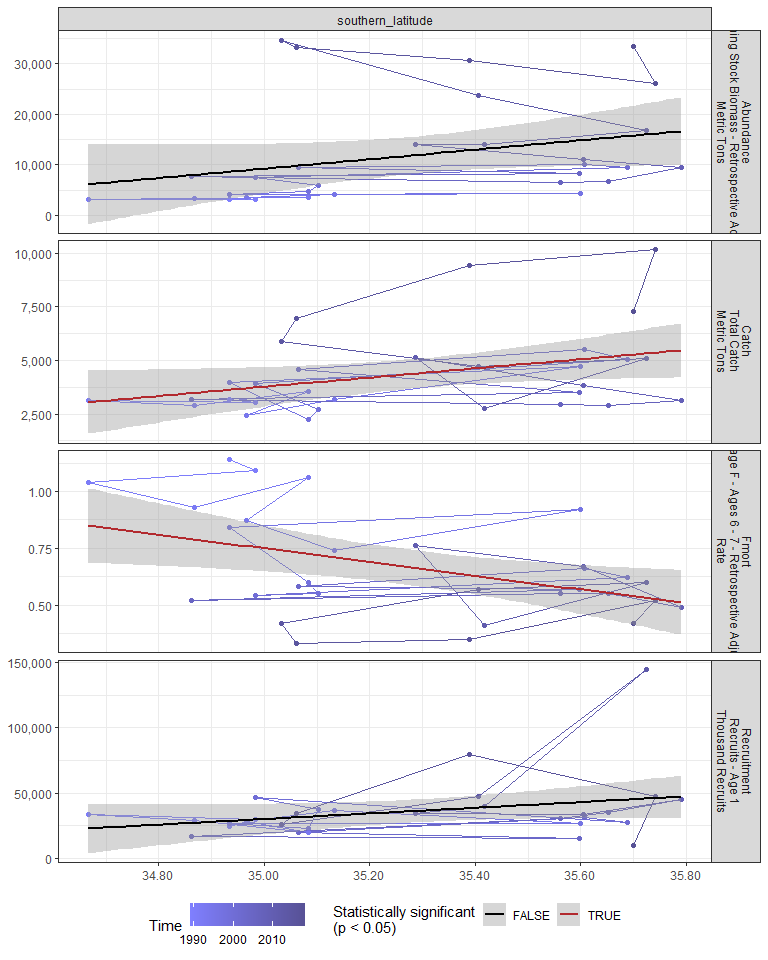 southern_latitude
30,000
20,000
10,000
0
Abundance
ing Stock Biomass - Retrospective
Metric Tons
10,000
7,500
5,000
2,500
Catch
Total Catch
Metric Tons
1.00
0.75
0.50
Fmort
age F - Ages 6 - 7 - Retrospective
Rate
150,000
100,000
50,000
0
Recruitment
Recruits - Age 1
Thousand Recruits
34.80 35.00 35.20 35.40 35.60 35.80
Time
1990 2000 2010
Statistically significant
(p < 0.05)
FALSE TRUE